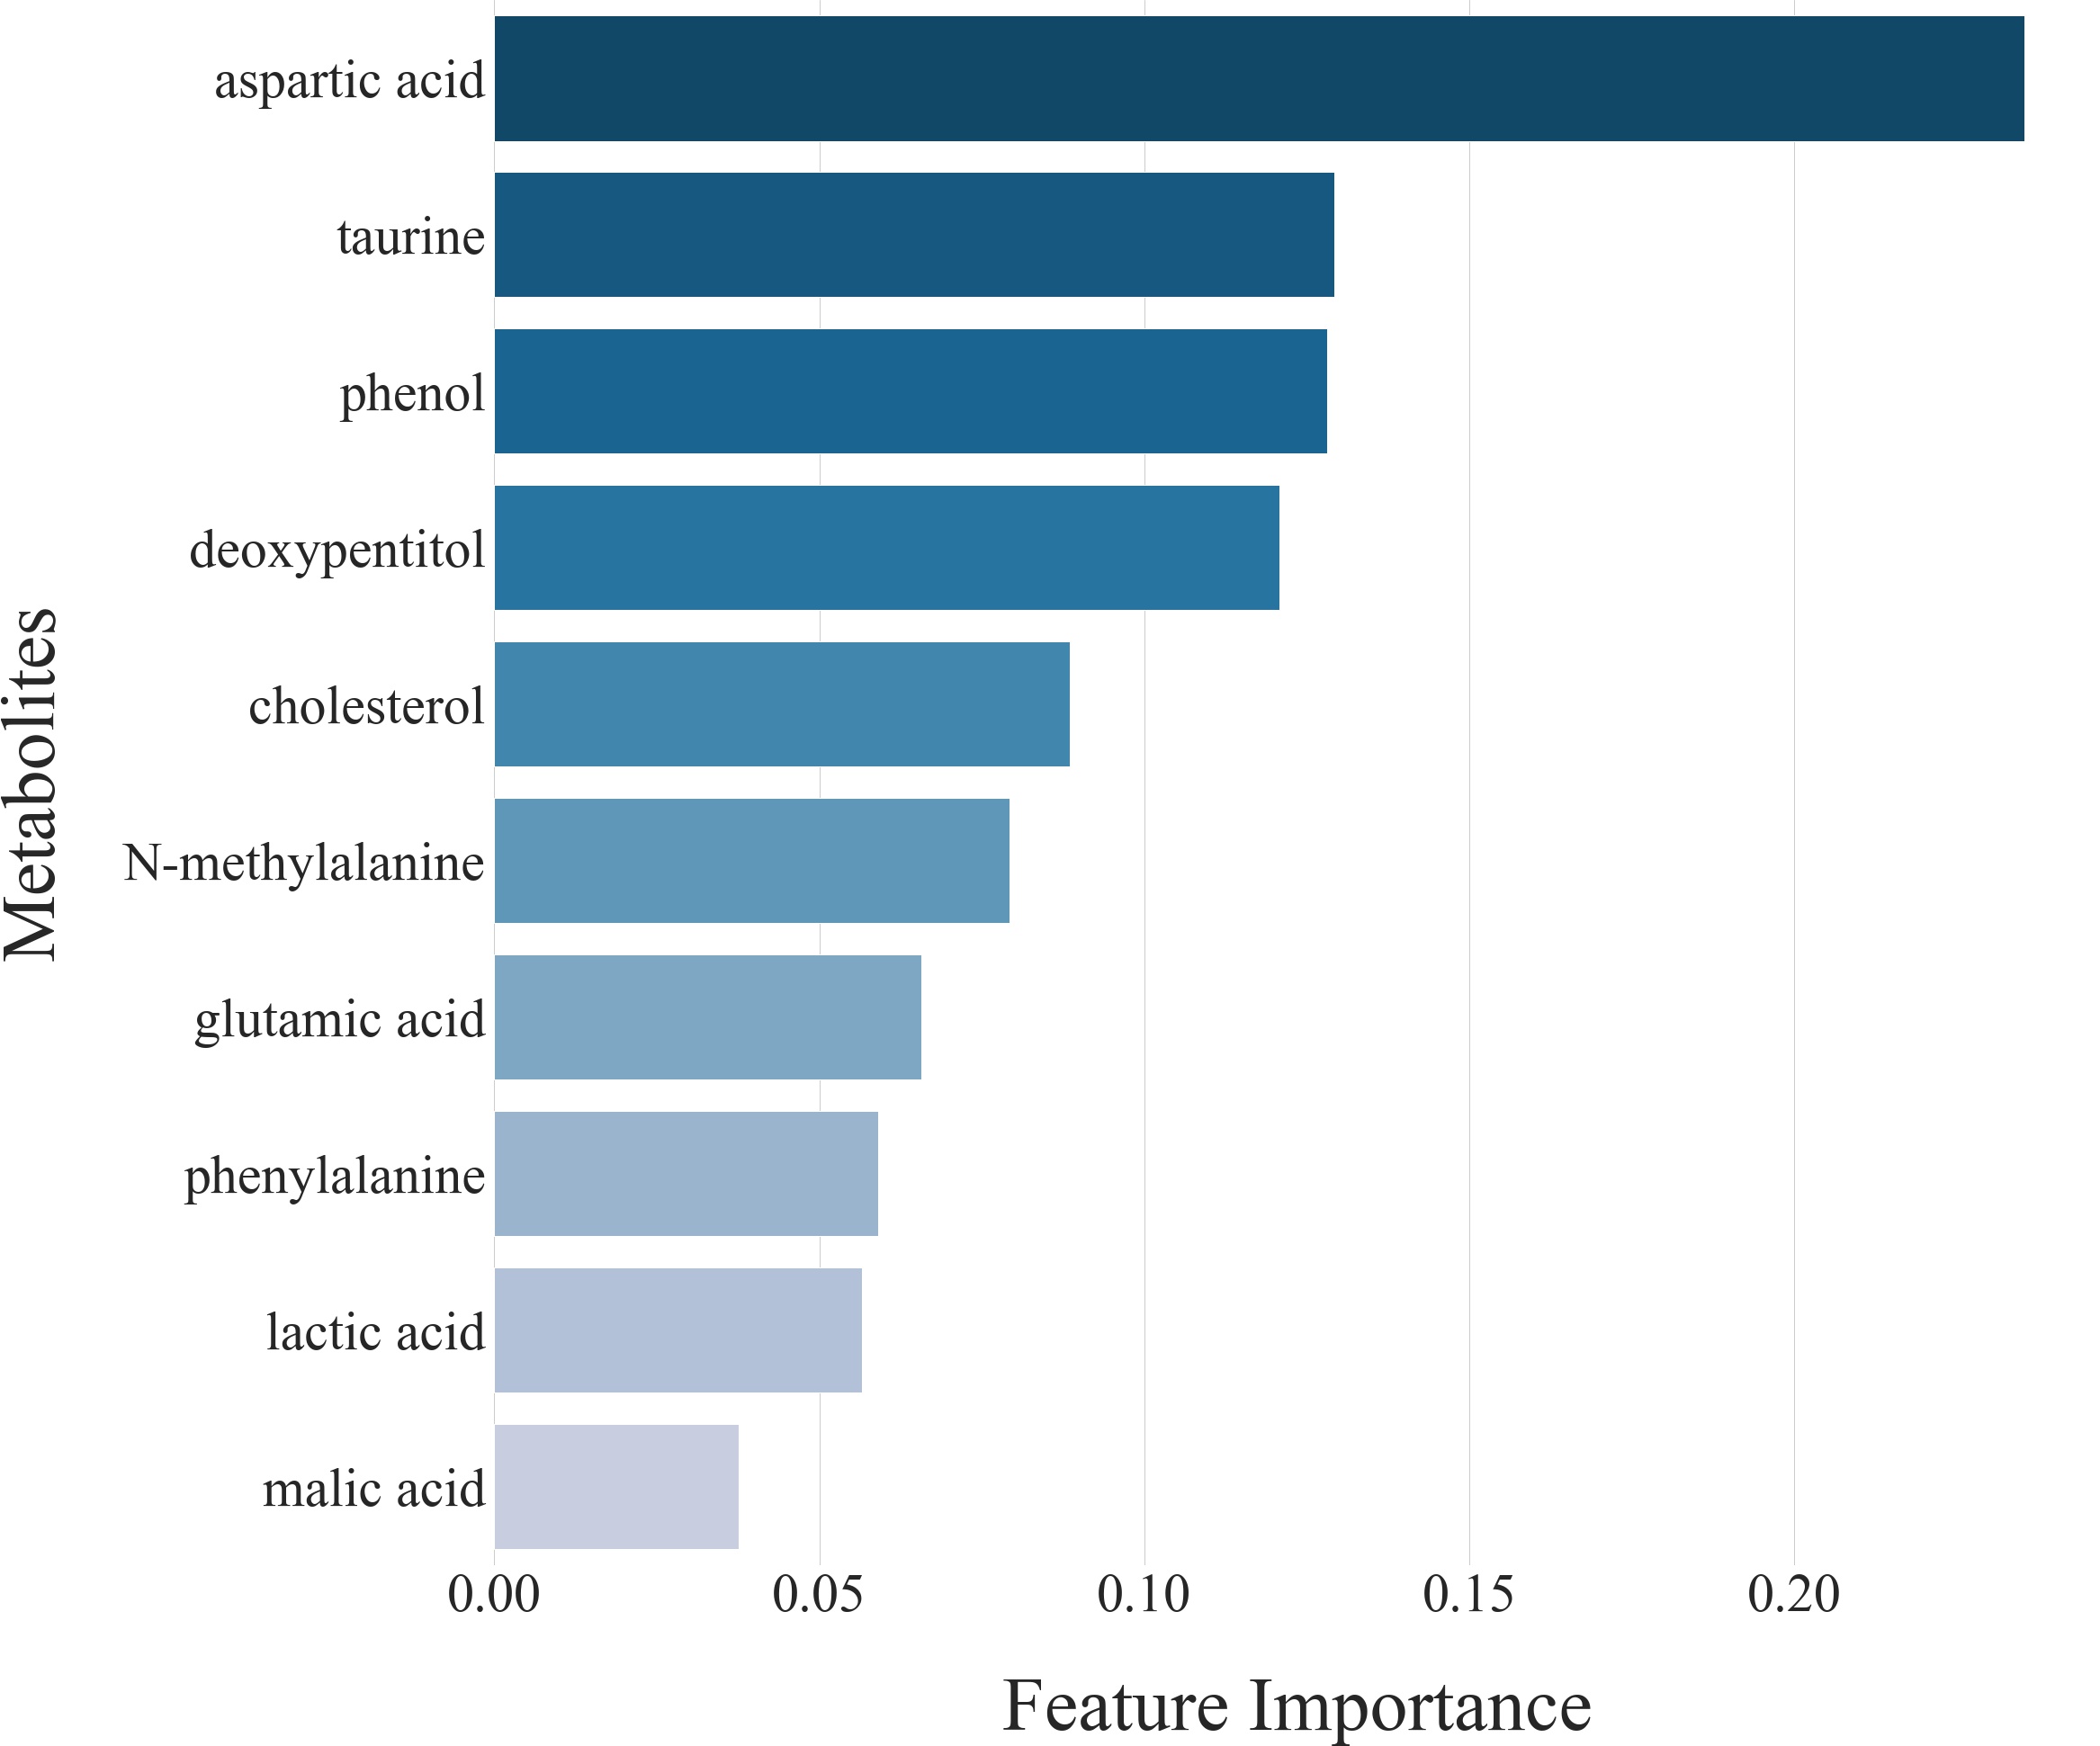 aspartic acid
taurine
phenol
deoxypentitol
cholesterol
N-methylalanine
glutamic acid
phenylalanine
lactic acid
malic acid
Metabolites
0.00 0.05 0.10 0.15 0.20
Feature Importance